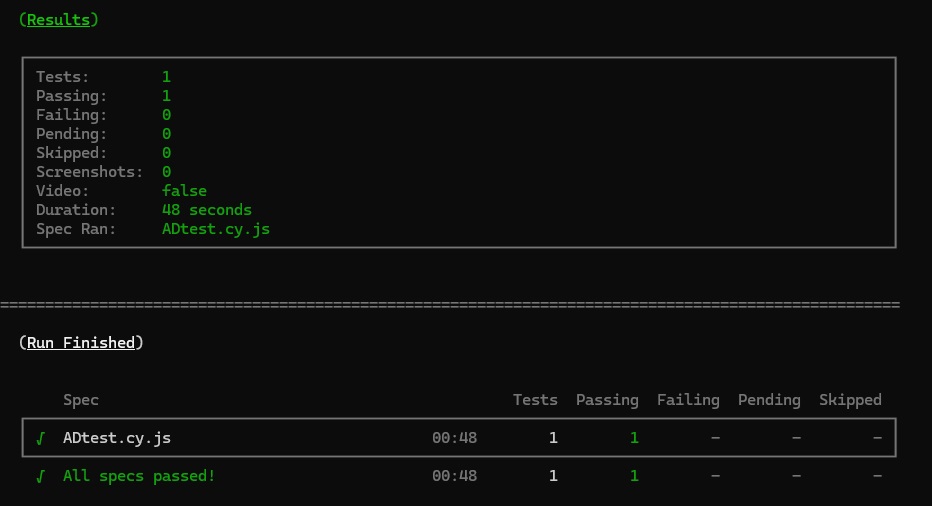 (Results)
Tests: 1
Passing: 1
Failing: 0
Pending: 0
Skipped: 0
Screenshots: 0
Video: false
Duration: 48 seconds
Spec Ran: ADtest.cy.js
====================================================================================================
(Run Finished)
Spec Tests Passing Failing Pending Skipped
√ ADtest.cy.js 00:48 1 1 - - -
√ All specs passed! 00:48 1 1 - - -